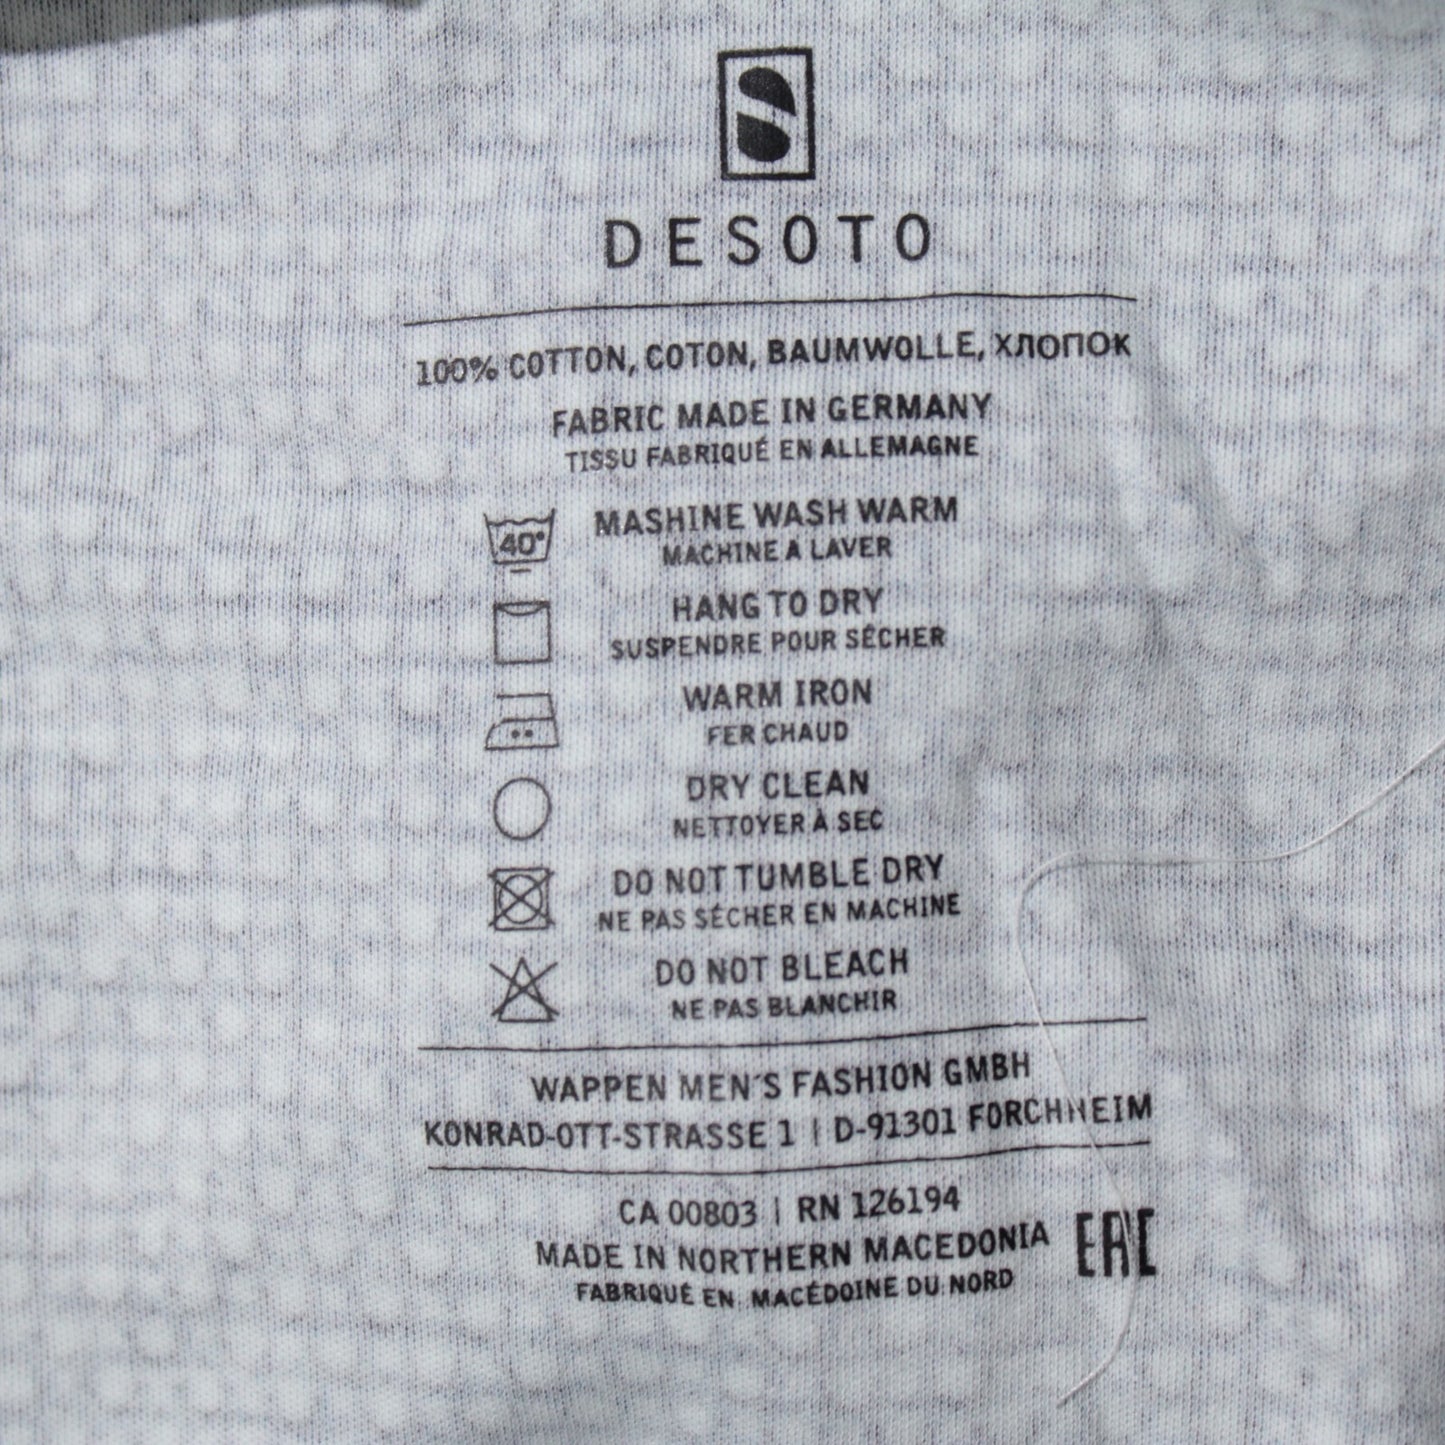 S
DESOTO
100% COTTON, COTON, BAUMWOLLE, ХЛОПОК
FABRIC MADE IN GERMANY
TISSU FABRIQUÉ EN ALLEMAGNE
40° MASHINE WASH WARM
MACHINE A LAVER
HANG TO DRY
SUSPENDRE POUR SÊCHER
WARM IRON
FER CHAUD
DRY CLEAN
NETTOYER À SEC
DO NOT TUMBLE DRY
NE PAS SÉCHER EN MACHINE
DO NOT BLEACH
NE PAS BLANCHIR
WAPPEN MEN´S FASHION GMBH
KONRAD-OTT-STRASSE 1 | D-91301 FORCHHEIM
CA 00803 | RN 126194
MADE IN NORTHERN MACEDONIA
FABRIQUÉ EN MACÉDOINE DU NORD
EAC